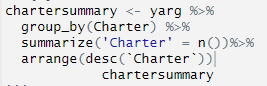 chartersummary <- yarg %>%
group_by(Charter) %>%
summarize('Charter' = n())%>%
arrange(desc(`Charter`))
chartersummary